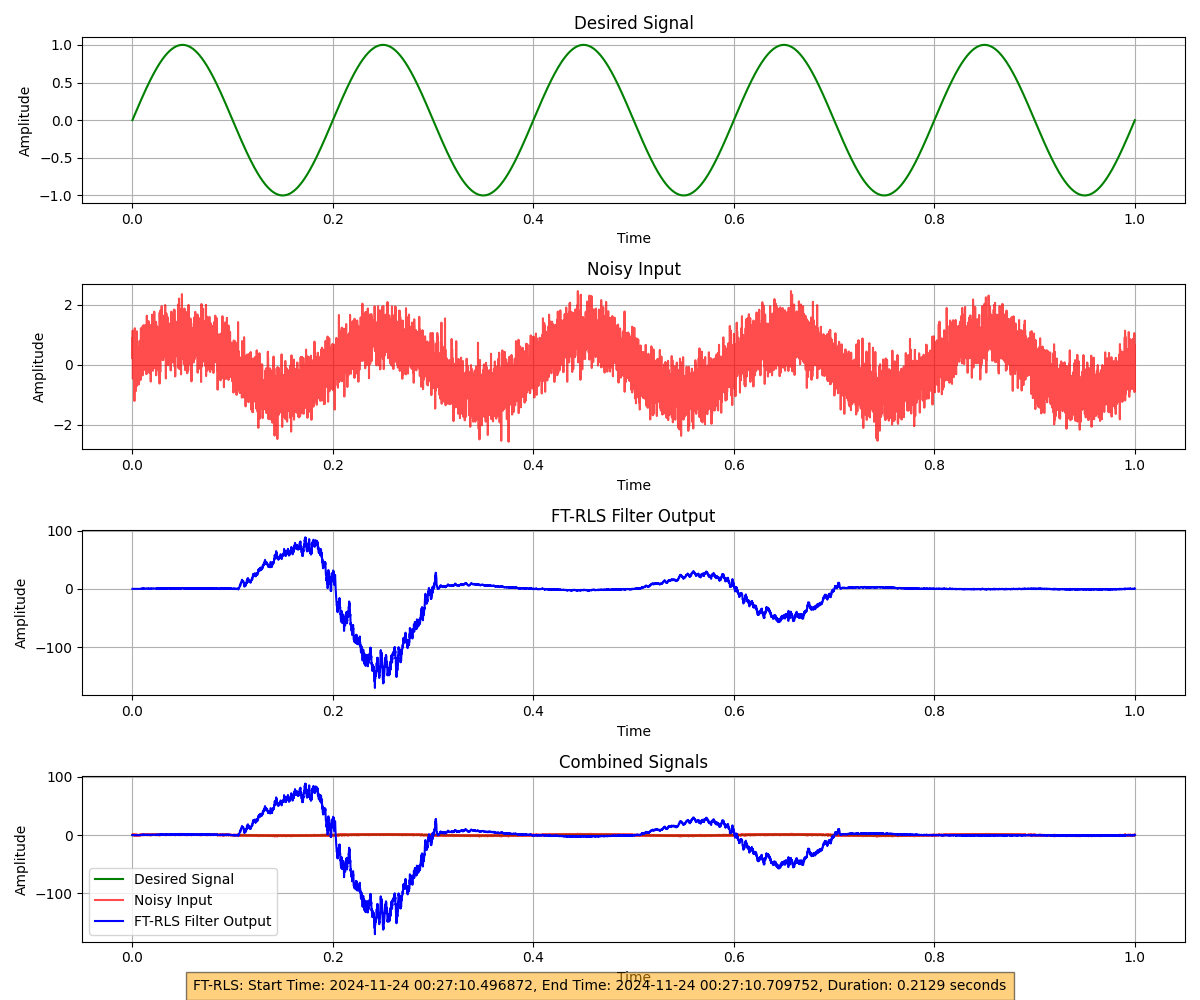 Desired Signal
Amplitude
1.0
0.5
0.0
−0.5
−1.0
0.0 0.2 0.4 0.6 0.8 1.0
Time
Noisy Input
Amplitude
2
0
−2
0.0 0.2 0.4 0.6 0.8 1.0
Time
FT-RLS Filter Output
Amplitude
100
0
−100
0.0 0.2 0.4 0.6 0.8 1.0
Time
Combined Signals
Amplitude
100
0
−100
Desired Signal
Noisy Input
FT-RLS Filter Output
0.0 0.2 0.4 0.6 0.8 1.0
Time
FT-RLS: Start Time: 2024-11-24 00:27:10.496872, End Time: 2024-11-24 00:27:10.709752, Duration: 0.2129 seconds